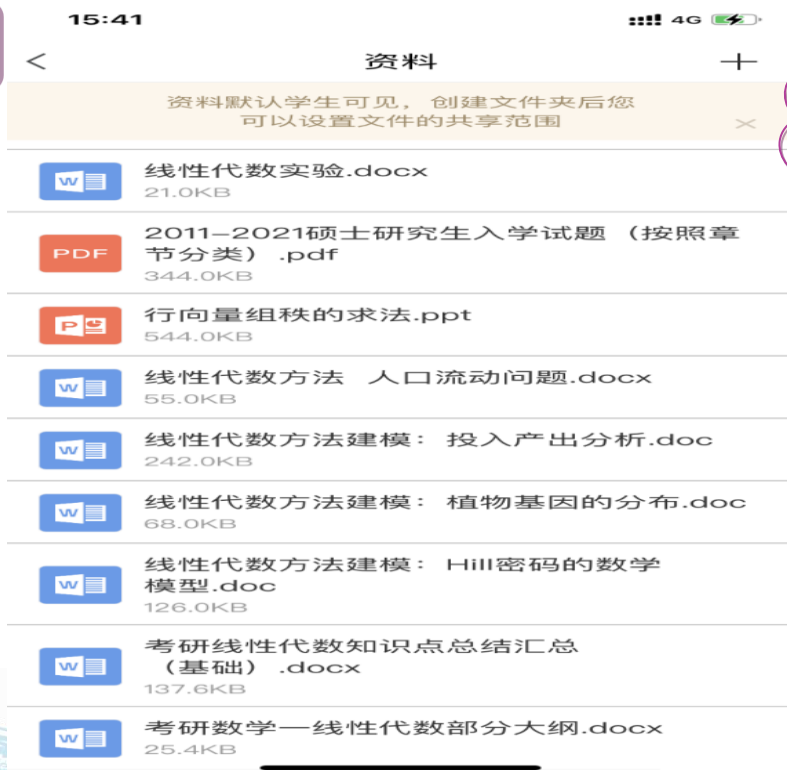 15:41
4G
资料
资料默认学生可见，创建文件夹后您
可以设置文件的共享范围
线性代数实验.docx
21.0KB
2011-2021硕士研究生入学试题（按照章
节分类）.pdf
PDF
344.0KB
行向量组秩的求法.ppt
P
544.0KB
线性代数方法 人口流动问题.docx
55.0KB
线性代数方法建模：投入产出分析.doc
242.0KB
线性代数方法建模：植物基因的分布.doc
68.0KB
线性代数方法建模：Hill密码的数学
模型.doc
126.0KB
考研线性代数知识点总结汇总
（基础）.docx
137.6KB
考研数学一线性代数部分大纲.docx
25.4KB